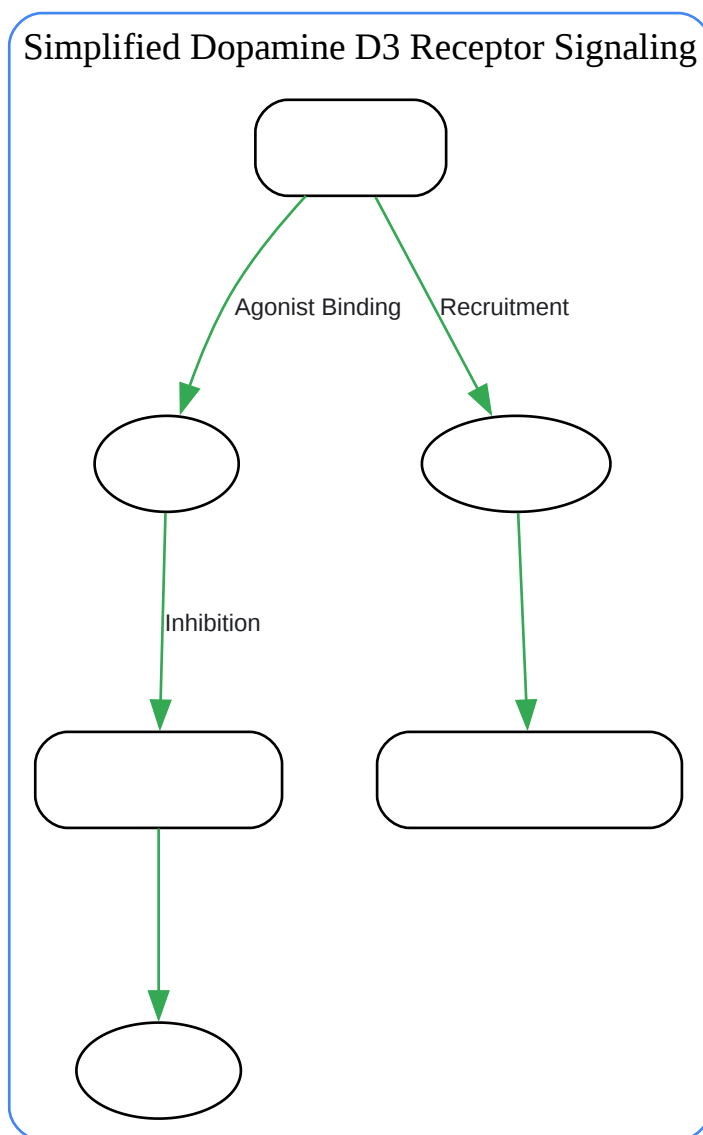 Simplified Dopamine D3 Receptor Signaling
Agonist Binding
Recruitment
Inhibition